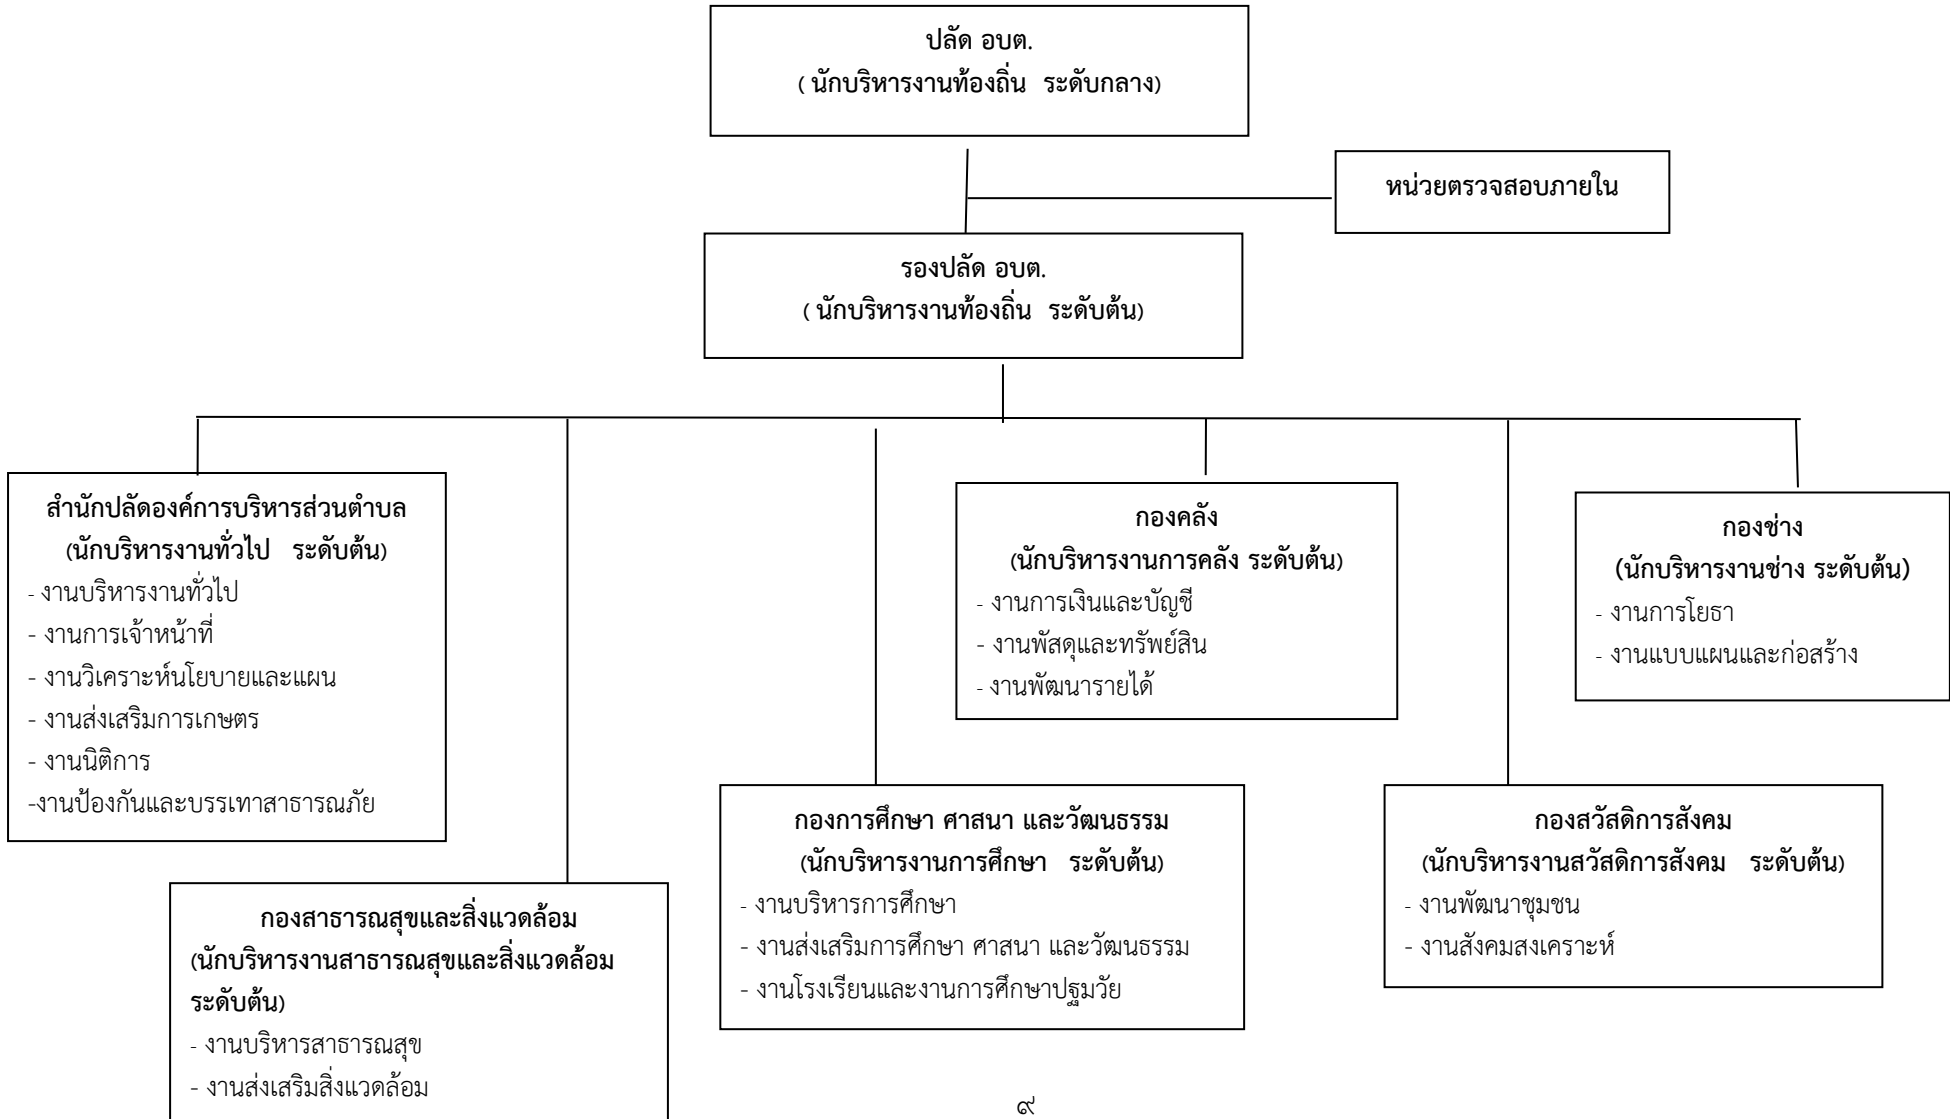 ปลัด อบต.
( นักบริหารงานท้องถิ่น ระดับกลาง)
หน่วยตรวจสอบภายใน
รองปลัด อบต.
( นักบริหารงานท้องถิ่น ระดับต้น)
สำนักปลัดองค์การบริหารส่วนตำบล
(นักบริหารงานทั่วไป ระดับต้น)
- งานบริหารงานทั่วไป
- งานการเจ้าหน้าที่
- งานวิเคราะห์นโยบายและแผน
- งานส่งเสริมการเกษตร
- งานนิติการ
-งานป้องกันและบรรเทาสาธารณภัย
กองคลัง
(นักบริหารงานการคลัง ระดับต้น)
- งานการเงินและบัญชี
- งานพัสดุและทรัพย์สิน
- งานพัฒนารายได้
กองช่าง
(นักบริหารงานช่าง ระดับต้น)
- งานการโยธา
- งานแบบแผนและก่อสร้าง
กองสาธารณสุขและสิ่งแวดล้อม
(นักบริหารงานสาธารณสุขและสิ่งแวดล้อม
ระดับต้น)
- งานบริหารสาธารณสุข
- งานส่งเสริมสิ่งแวดล้อม
กองการศึกษา ศาสนา และวัฒนธรรม
(นักบริหารงานการศึกษา ระดับต้น)
- งานบริหารการศึกษา
- งานส่งเสริมการศึกษา ศาสนา และวัฒนธรรม
- งานโรงเรียนและงานการศึกษาปฐมวัย
กองสวัสดิการสังคม
(นักบริหารงานสวัสดิการสังคม ระดับต้น)
- งานพัฒนาชุมชน
- งานสังคมสงเคราะห์
๙